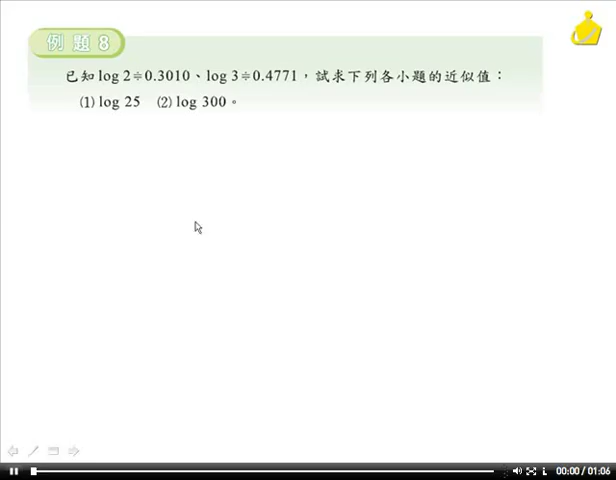 例題8
已知 log 2≑0.3010、log 3≑0.4771，試求下列各小題的近似值：
⑴ log 25 ⑵ log 300。
00:00 / 01:06